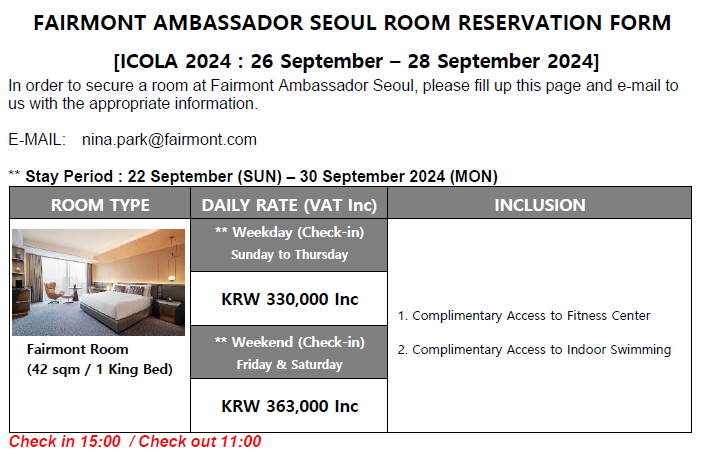 FAIRMONT AMBASSADOR SEOUL ROOM RESERVATION FORM
[ICOLA 2024 : 26 September – 28 September 2024]
In order to secure a room at Fairmont Ambassador Seoul, please fill up this page and e-mail to
us with the appropriate information.
E-MAIL: nina.park@fairmont.com
** Stay Period : 22 September (SUN) – 30 September 2024 (MON)
ROOM TYPE
DAILY RATE (VAT Inc)
INCLUSION
Fairmont Room
(42 sqm / 1 King Bed)
** Weekday (Check-in)
Sunday to Thursday
KRW 330,000 Inc
** Weekend (Check-in)
Friday & Saturday
KRW 363,000 Inc
1. Complimentary Access to Fitness Center
2. Complimentary Access to Indoor Swimming
Check in 15:00 / Check out 11:00